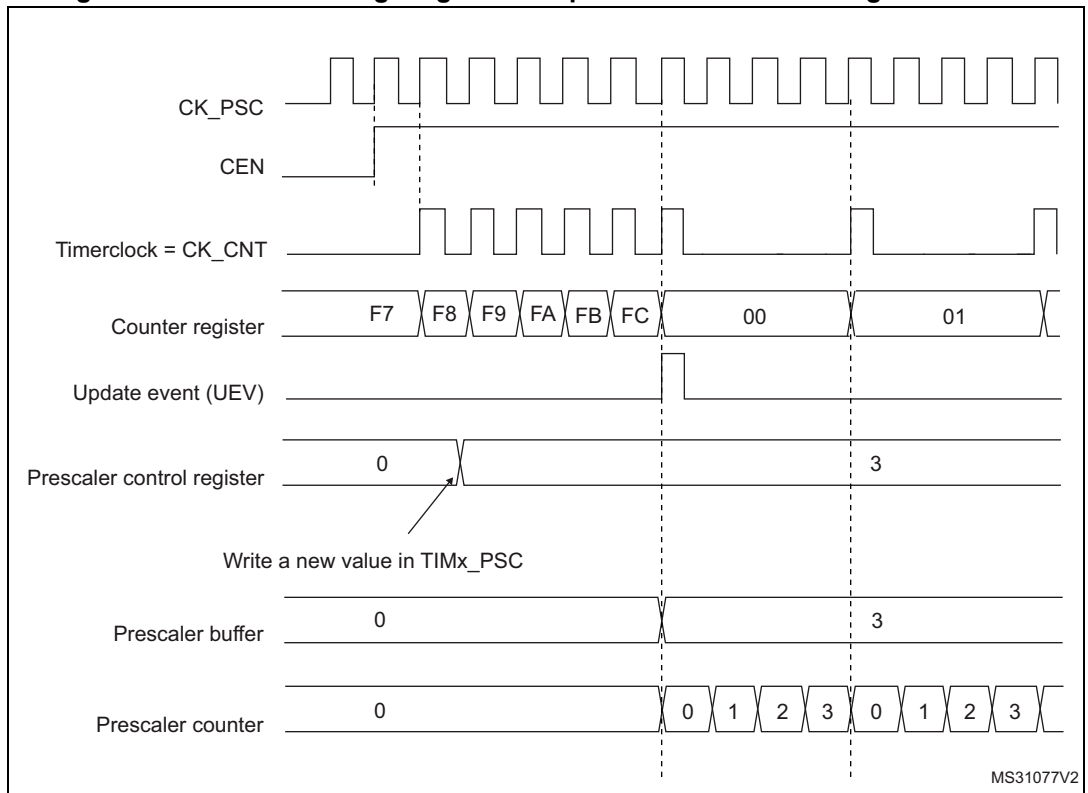 CK_PSC
CEN
Timerclock = CK_CNT
Counter register F7 F8 F9 FA FB FC 00 01
Update event (UEV)
Prescaler control register 0 3
Write a new value in TIMx_PSC
Prescaler buffer 0 3
Prescaler counter 0 0 1 2 3 0 1 2 3
MS31077V2